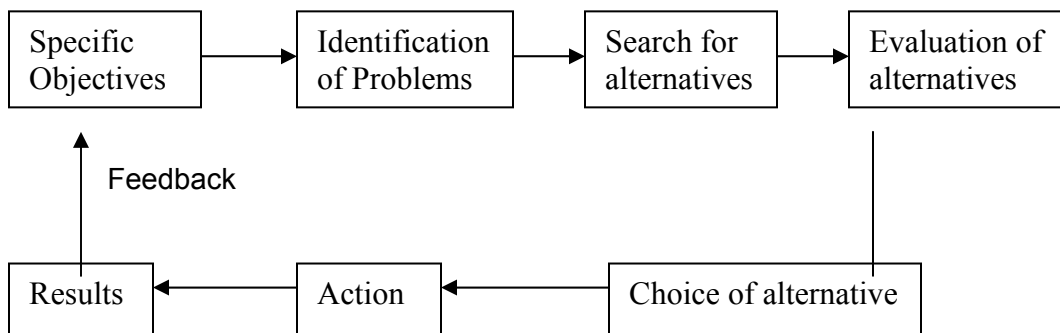 Specific
Objectives
Identification
of Problems
Search for
alternatives
Evaluation of
alternatives
Feedback
Results
Action
Choice of alternative